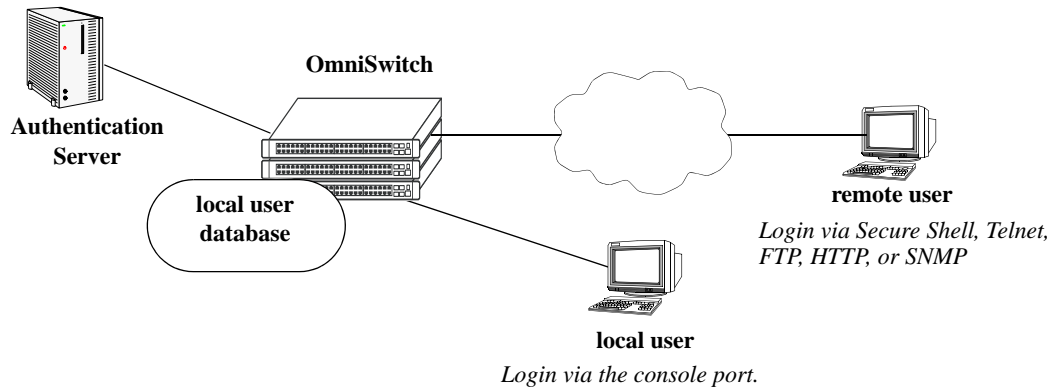 OmniSwitch
Authentication
Server
local user
database
remote user
Login via Secure Shell, Telnet,
FTP, HTTP, or SNMP
local user
Login via the console port.